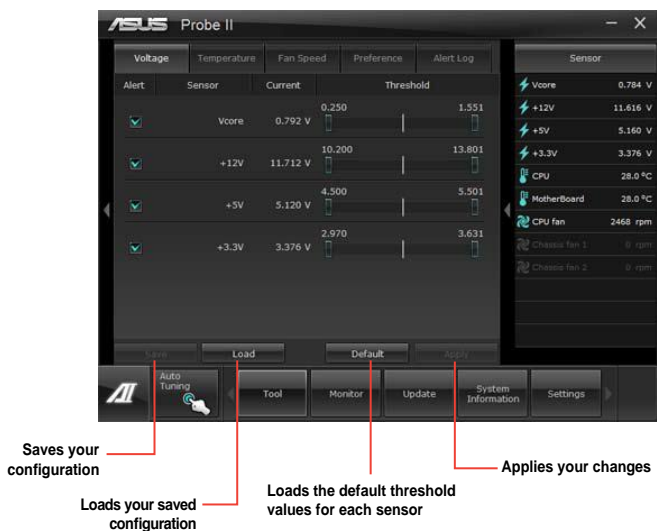 ASUS Probe II
Voltage Temperature Fan Speed Preference Alert Log
Alert Sensor Current Threshold
Vcore 0.792 V 0.250 1.551
+12V 11.712 V 10.200 13.801
+5V 5.120 V 4.500 5.501
+3.3V 3.376 V 2.970 3.631
Save Load Default Apply
Sensor
Vcore 0.784 V
+12V 11.616 V
+5V 5.160 V
+3.3V 3.376 V
CPU 28.0 ºC
MotherBoard 28.0 ºC
CPU fan 2468 rpm
Chassis fan 1 0 rpm
Chassis fan 2 0 rpm
Auto
Tuning
Tool Monitor Update System
Information Settings
Saves your
configuration
Loads your saved
configuration
Loads the default threshold
values for each sensor
Applies your changes